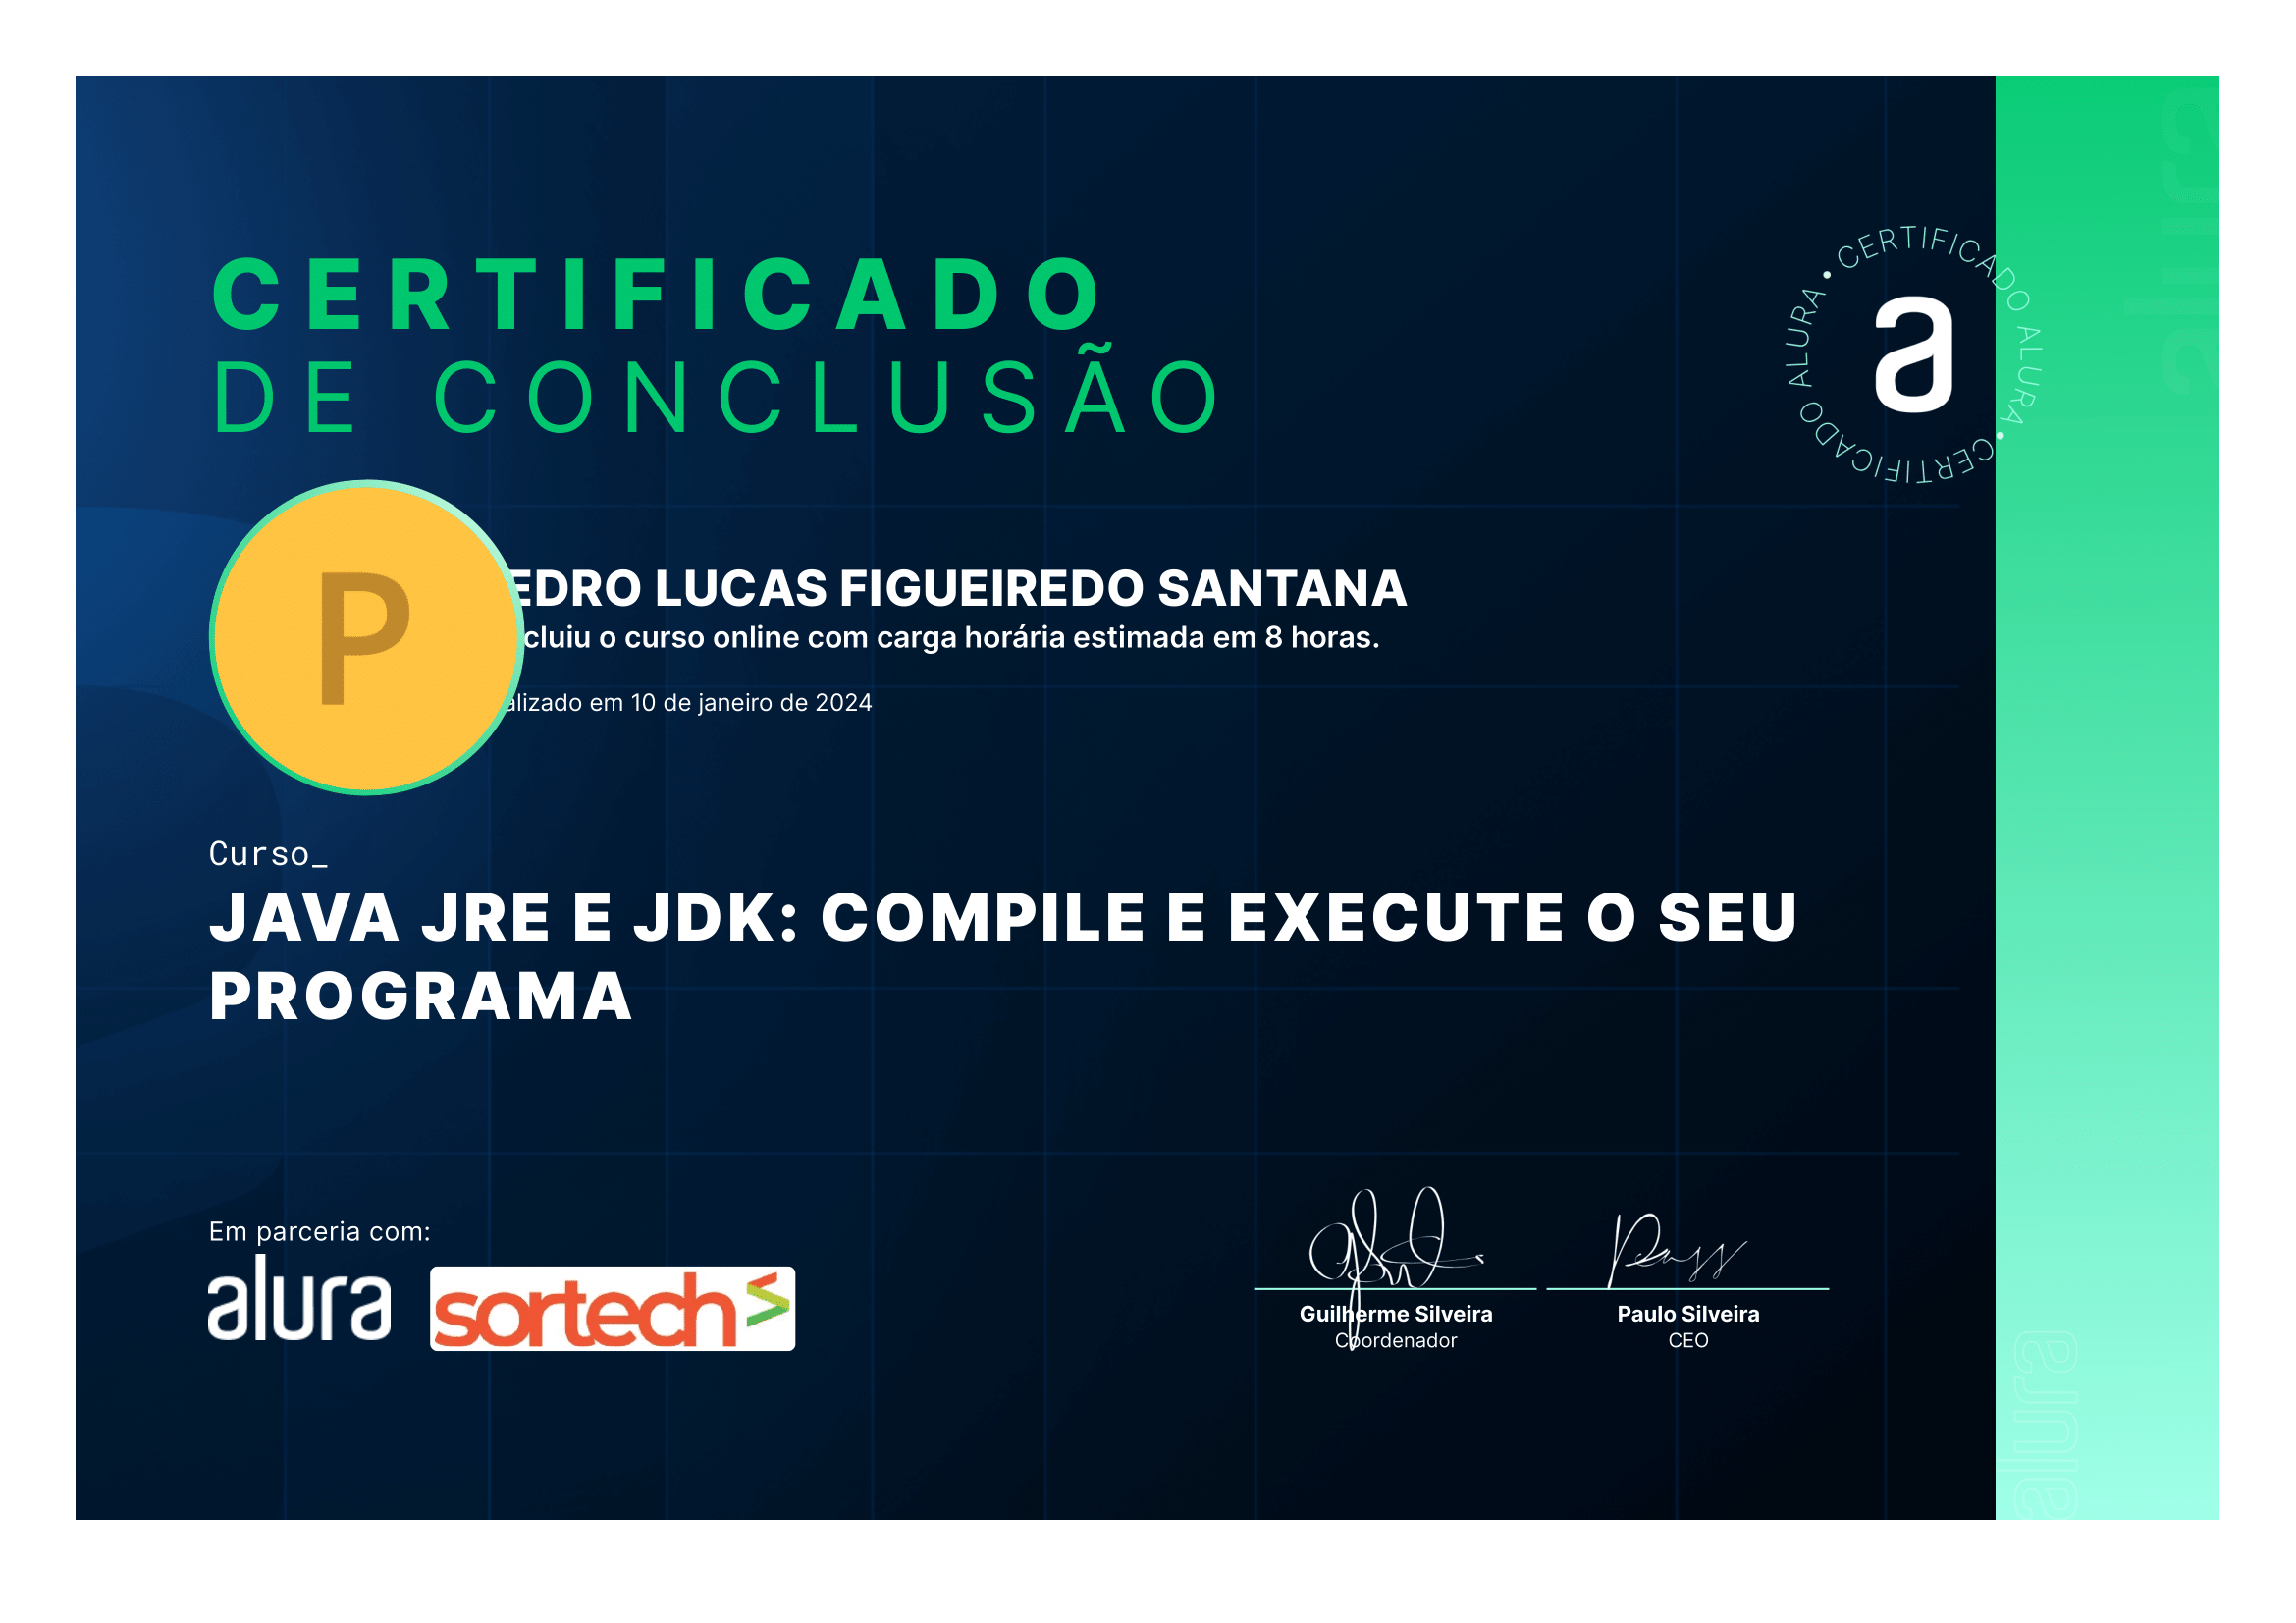 CERTIFICADO
DE CONCLUSÃO
CERTIFICADO ALURA • CERTIFICADO ALURA •
a
P
EDRO LUCAS FIGUEIREDO SANTANA
cluiu o curso online com carga horária estimada em 8 horas.
alizado em 10 de janeiro de 2024
Curso_
JAVA JRE E JDK: COMPILE E EXECUTE O SEU
PROGRAMA
Em parceria com:
alura
sortech
Guilherme Silveira
Coordenador
Paulo Silveira
CEO
alura
alura